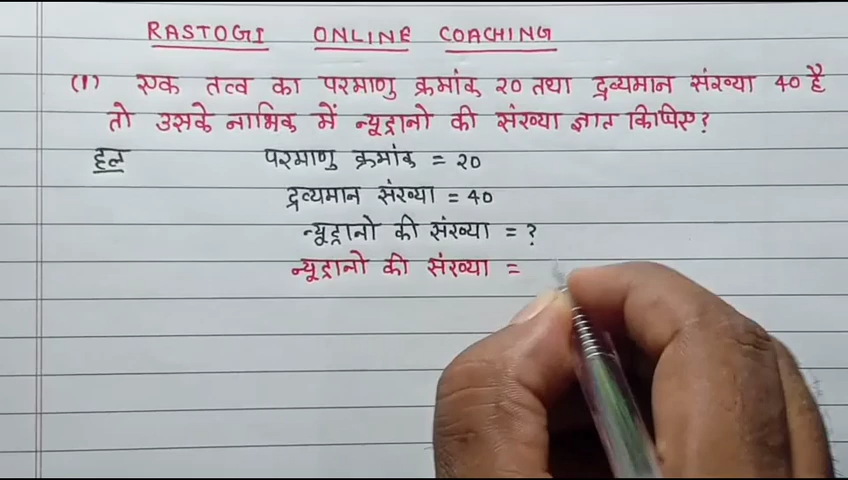 RASTOGI ONLINE COACHING
(1) एक तत्व का परमाणु क्रमांक 20 तथा द्रव्यमान संख्या 40 है
तो उसके नाभिक में न्यूट्रानो की संख्या ज्ञात किजिए?
हल परमाणु क्रमांक = 20
द्रव्यमान संख्या = 40
न्यूट्रानो की संख्या = ?
न्यूट्रानो की संख्या =